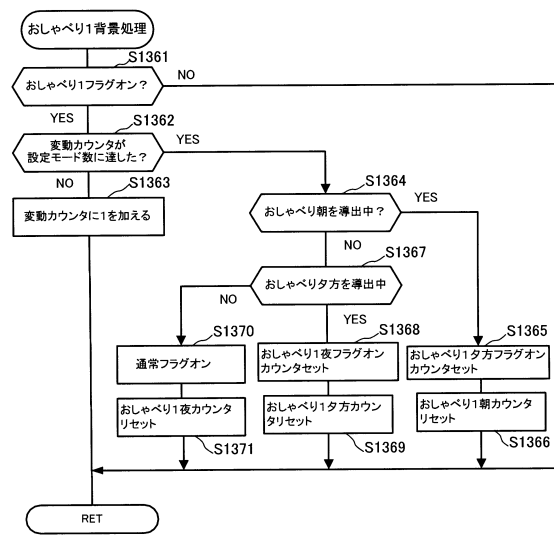 おしゃべり1背景処理
S1361
おしゃべり1フラグオン?
NO
YES
S1362
変動カウンタが
設定モード数に達した?
YES
NO
S1363
変動カウンタに1を加える
S1364
おしゃべり朝を導出中?
YES
NO
S1367
おしゃべり夕方を導出中
NO
YES
S1370
通常フラグオン
S1368
おしゃべり1夜フラグオン
カウンタセット
S1365
おしゃべり1夕方フラグオン
カウンタセット
おしゃべり1夜カウンタ
リセット
S1371
おしゃべり1夕方カウン
タリセット
S1369
おしゃべり1朝カウンタ
リセット
S1366
RET